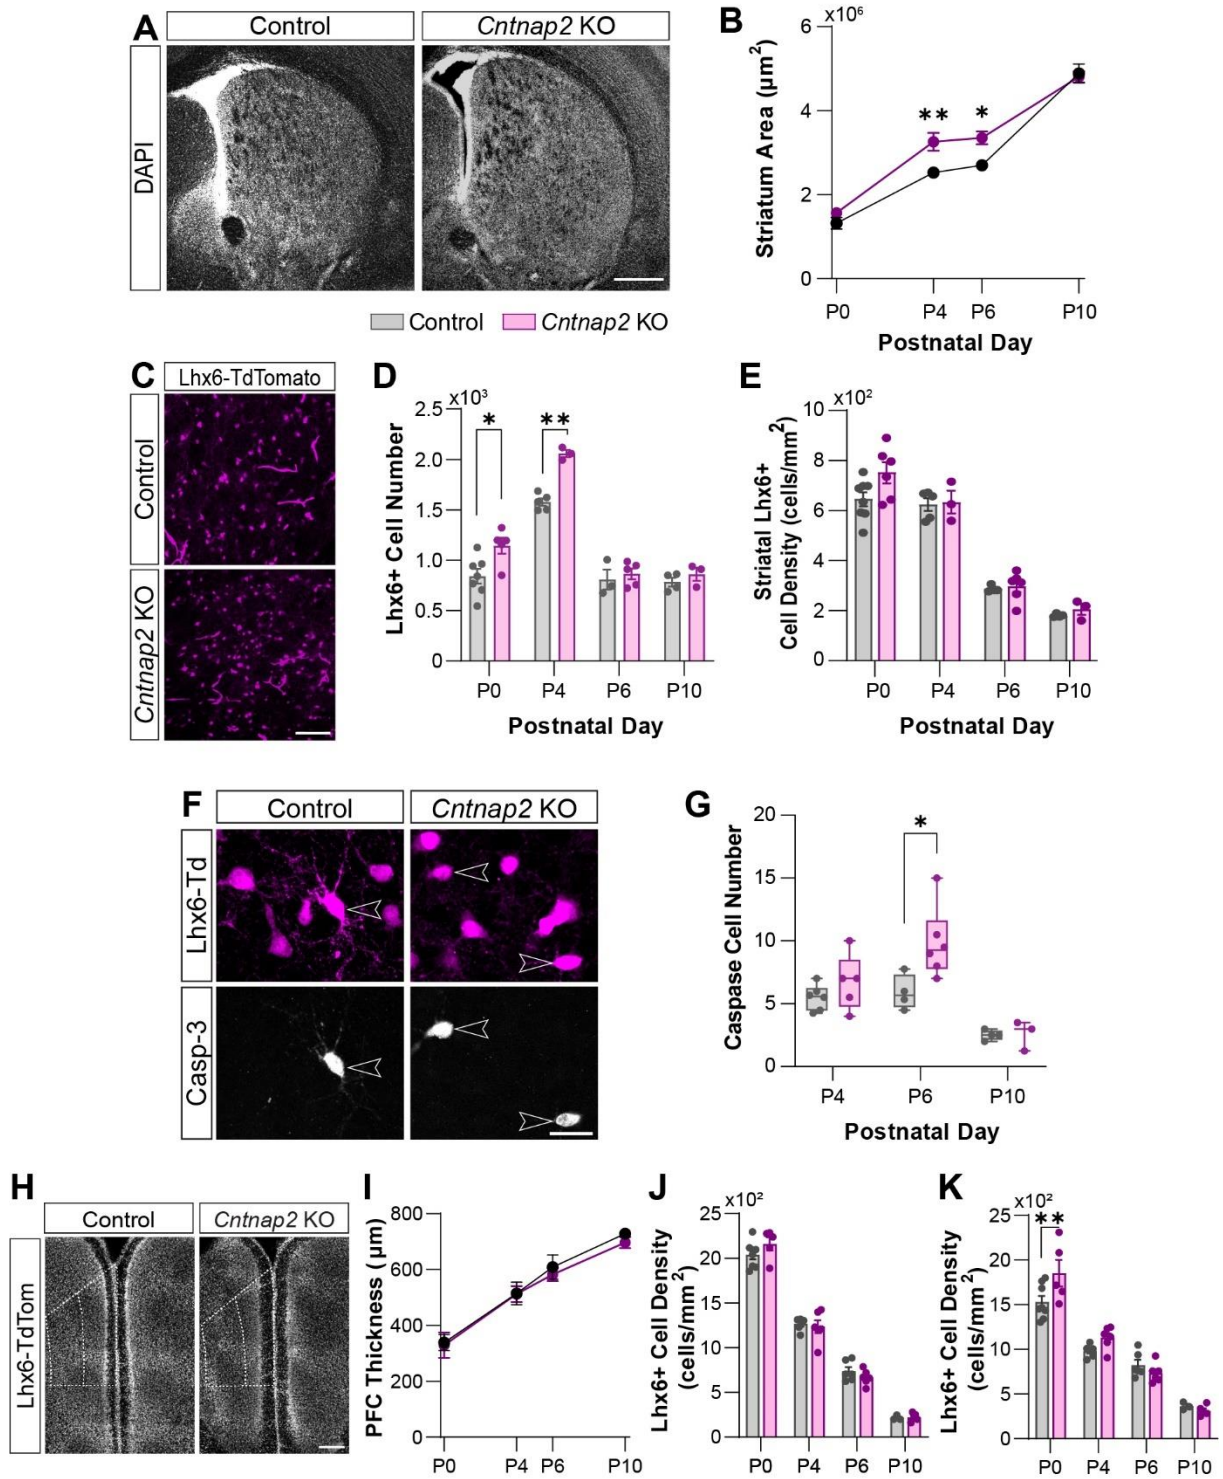 A
Control
Cntnap2 KO
DAPI
B
x10⁶
Striatum Area (µm²)
6
4
2
0
** *
P0 P4 P6 P10
Postnatal Day
Control Cntnap2 KO
C
Lhx6-TdTomato
Control
Cntnap2 KO
D
x10³
Lhx6+ Cell Number
2.5
2.0
1.5
1.0
0.5
0
* **
P0 P4 P6 P10
Postnatal Day
E
x10²
Striatal Lhx6+
Cell Density (cells/mm²)
10
8
6
4
2
0
P0 P4 P6 P10
Postnatal Day
F
Control
Cntnap2 KO
Lhx6-Td
Casp-3
G
Caspase Cell Number
20
15
10
5
0
*
P4 P6 P10
Postnatal Day
H
Control
Cntnap2 KO
Lhx6-TdTom
I
PFC Thickness (µm)
800
600
400
200
0
P0 P4 P6 P10
J
x10²
Lhx6+ Cell Density
(cells/mm²)
25
20
15
10
5
0
P0 P4 P6 P10
K
x10²
Lhx6+ Cell Density
(cells/mm²)
25
20
15
10
5
0
**
P0 P4 P6 P10